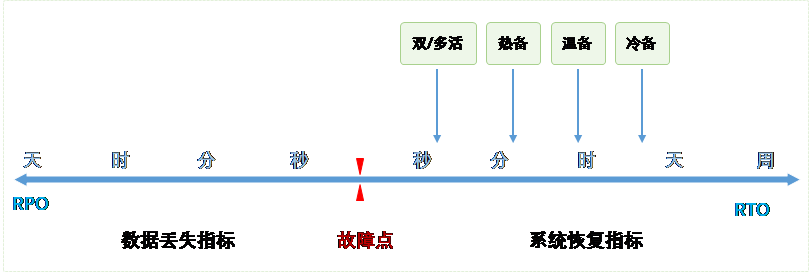 双/多活 热备 温备 冷备
天 时 分 秒 秒 分 时 天 周
RPO RTO
数据丢失指标 故障点 系统恢复指标